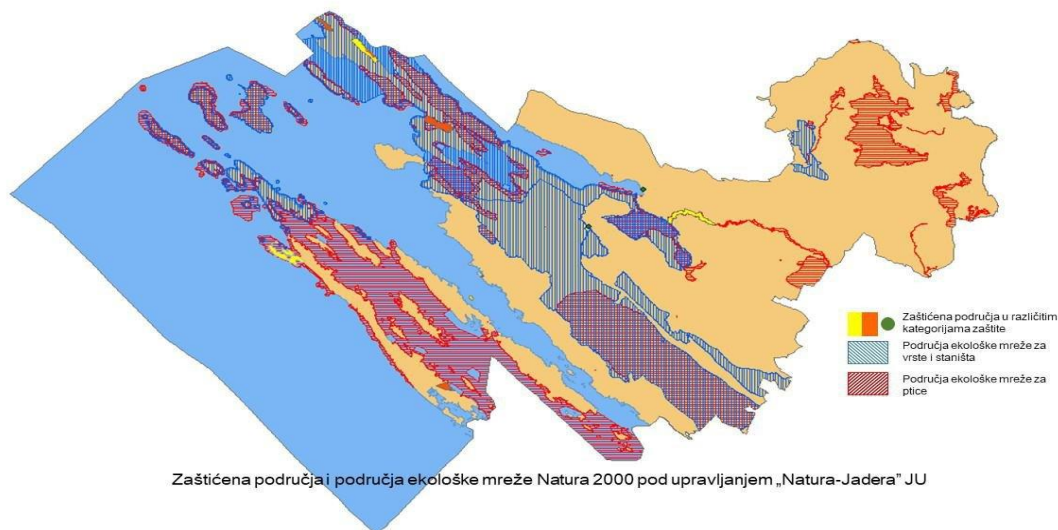 Zaštićena područja u različitim
kategorijama zaštite
Područja ekološke mreže za
vrste i staništa
Područja ekološke mreže za
ptice
Zaštićena područja i područja ekološke mreže Natura 2000 pod upravljanjem „Natura-Jadera” JU